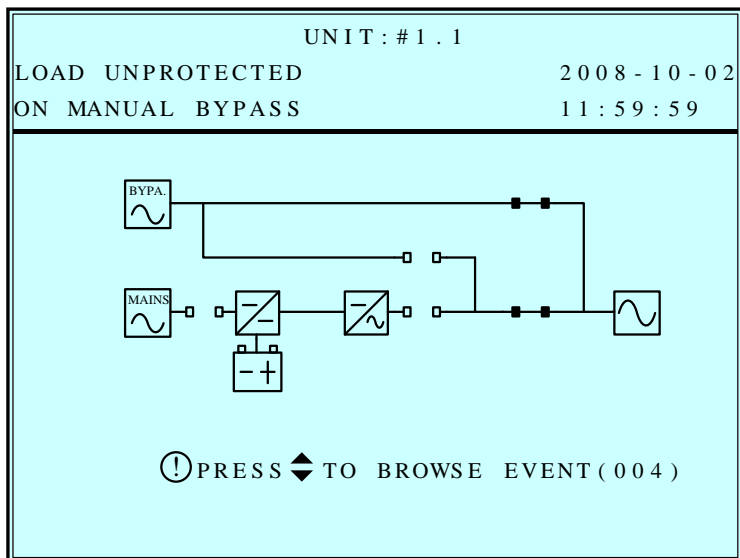 UNIT:#1.1
LOAD UNPROTECTED 2008-10-02
ON MANUAL BYPASS 11:59:59
BYPA.
MAINS
PRESS TO BROWSE EVENT(004)